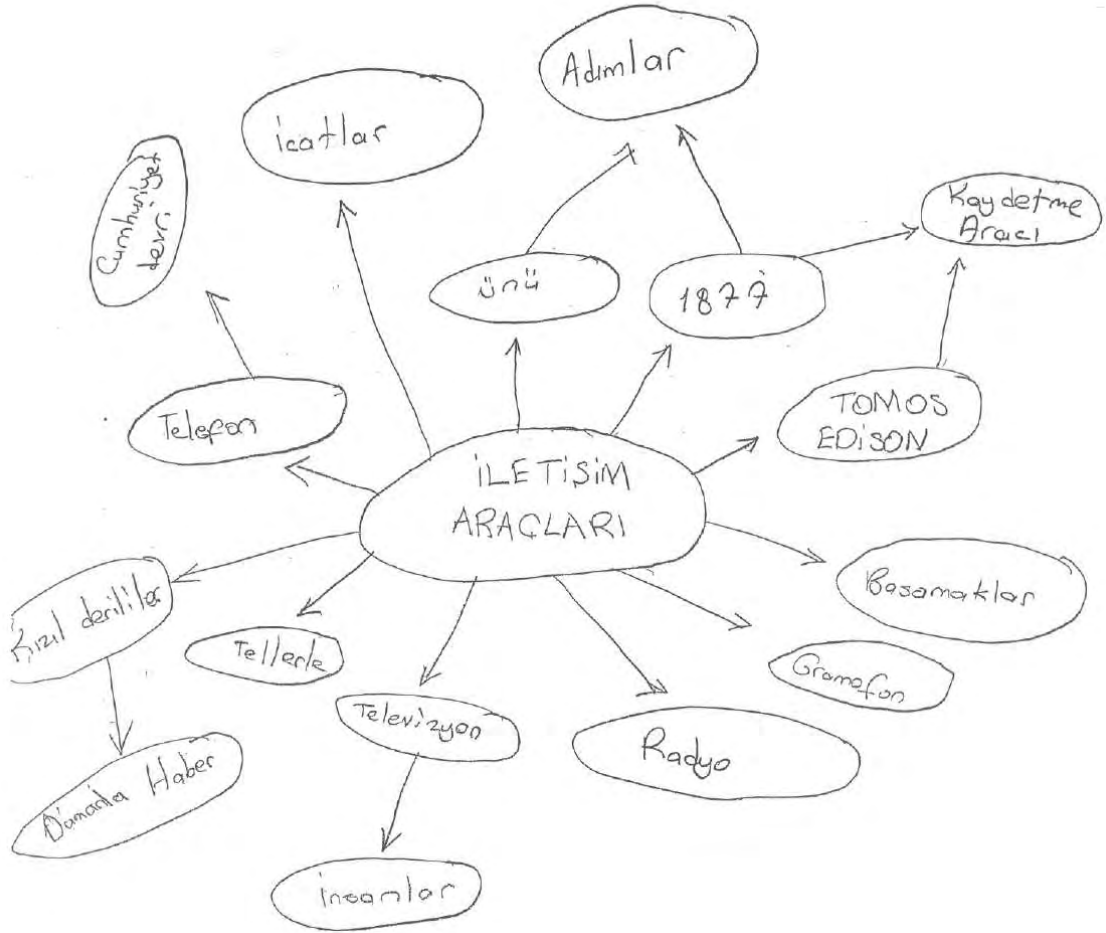 Adımlar
icatlar
Cumhuriyet
devri
Kaydetme
Aracı
ünü
1877
Telefon
TOMOS
EDİSON
İLETİŞİM
ARAÇLARI
Kızıl derililer
Tellerle
Basamaklar
Gramofon
Televizyon
Radyo
Dumanla Haber
İnsanlar